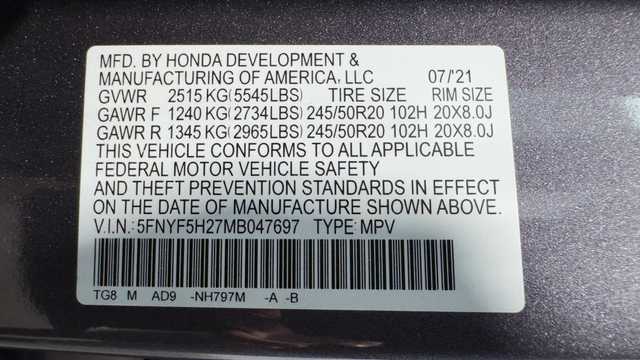 MFD. BY HONDA DEVELOPMENT &
MANUFACTURING OF AMERICA, LLC 07/'21
GVWR 2515 KG(5545LBS) TIRE SIZE RIM SIZE
GAWR F 1240 KG(2734LBS) 245/50R20 102H 20X8.0J
GAWR R 1345 KG(2965LBS) 245/50R20 102H 20X8.0J
THIS VEHICLE CONFORMS TO ALL APPLICABLE
FEDERAL MOTOR VEHICLE SAFETY
AND THEFT PREVENTION STANDARDS IN EFFECT
ON THE DATE OF MANUFACTURE SHOWN ABOVE.
V.I.N.: 5FNYF5H27MB047697 TYPE: MPV
TG8 M AD9 -NH797M -A -B